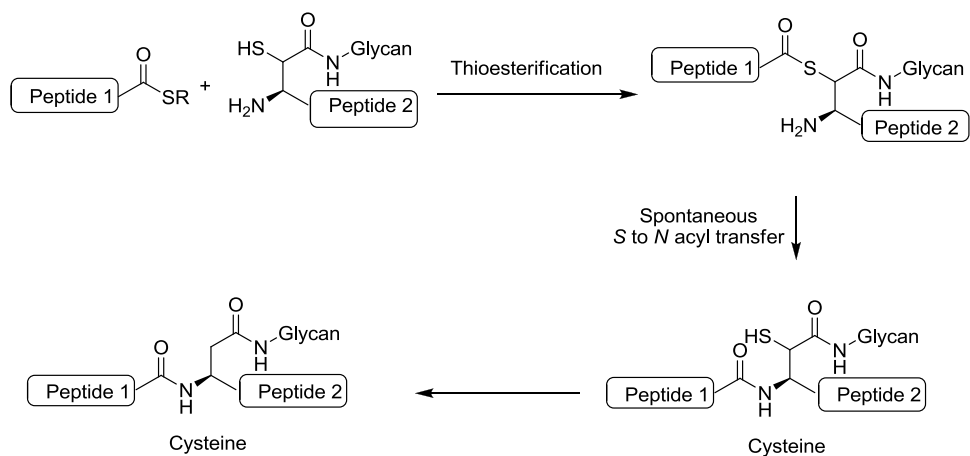 O
Peptide 1
SR
+
HS
O
N
H
Glycan
H2N
Peptide 2
Thioesterification
O
Peptide 1
S
O
N
H
Glycan
H2N
Peptide 2
Spontaneous
S to N acyl transfer
O
N
H
Glycan
O
Peptide 1
N
H
Peptide 2
Cysteine
HS
O
N
H
Glycan
O
Peptide 1
N
H
Peptide 2
Cysteine